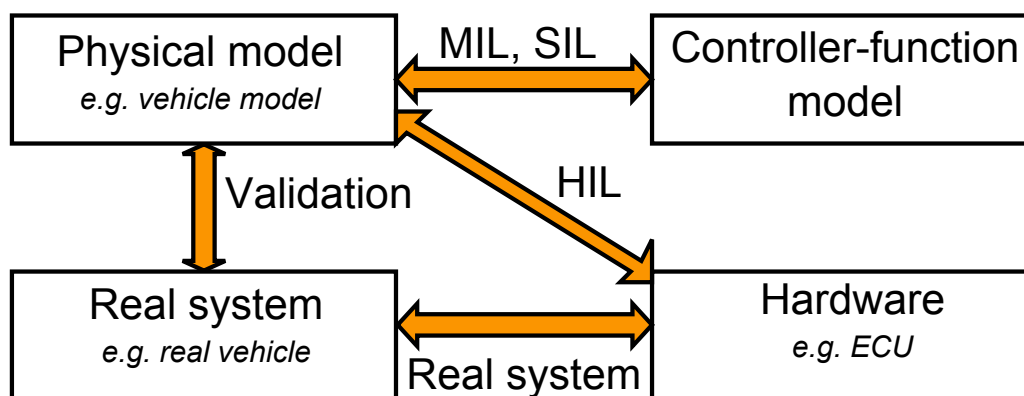 Physical model
e.g. vehicle model
MIL, SIL
Controller-function
model
HIL
Validation
Real system
e.g. real vehicle
Real system
Hardware
e.g. ECU